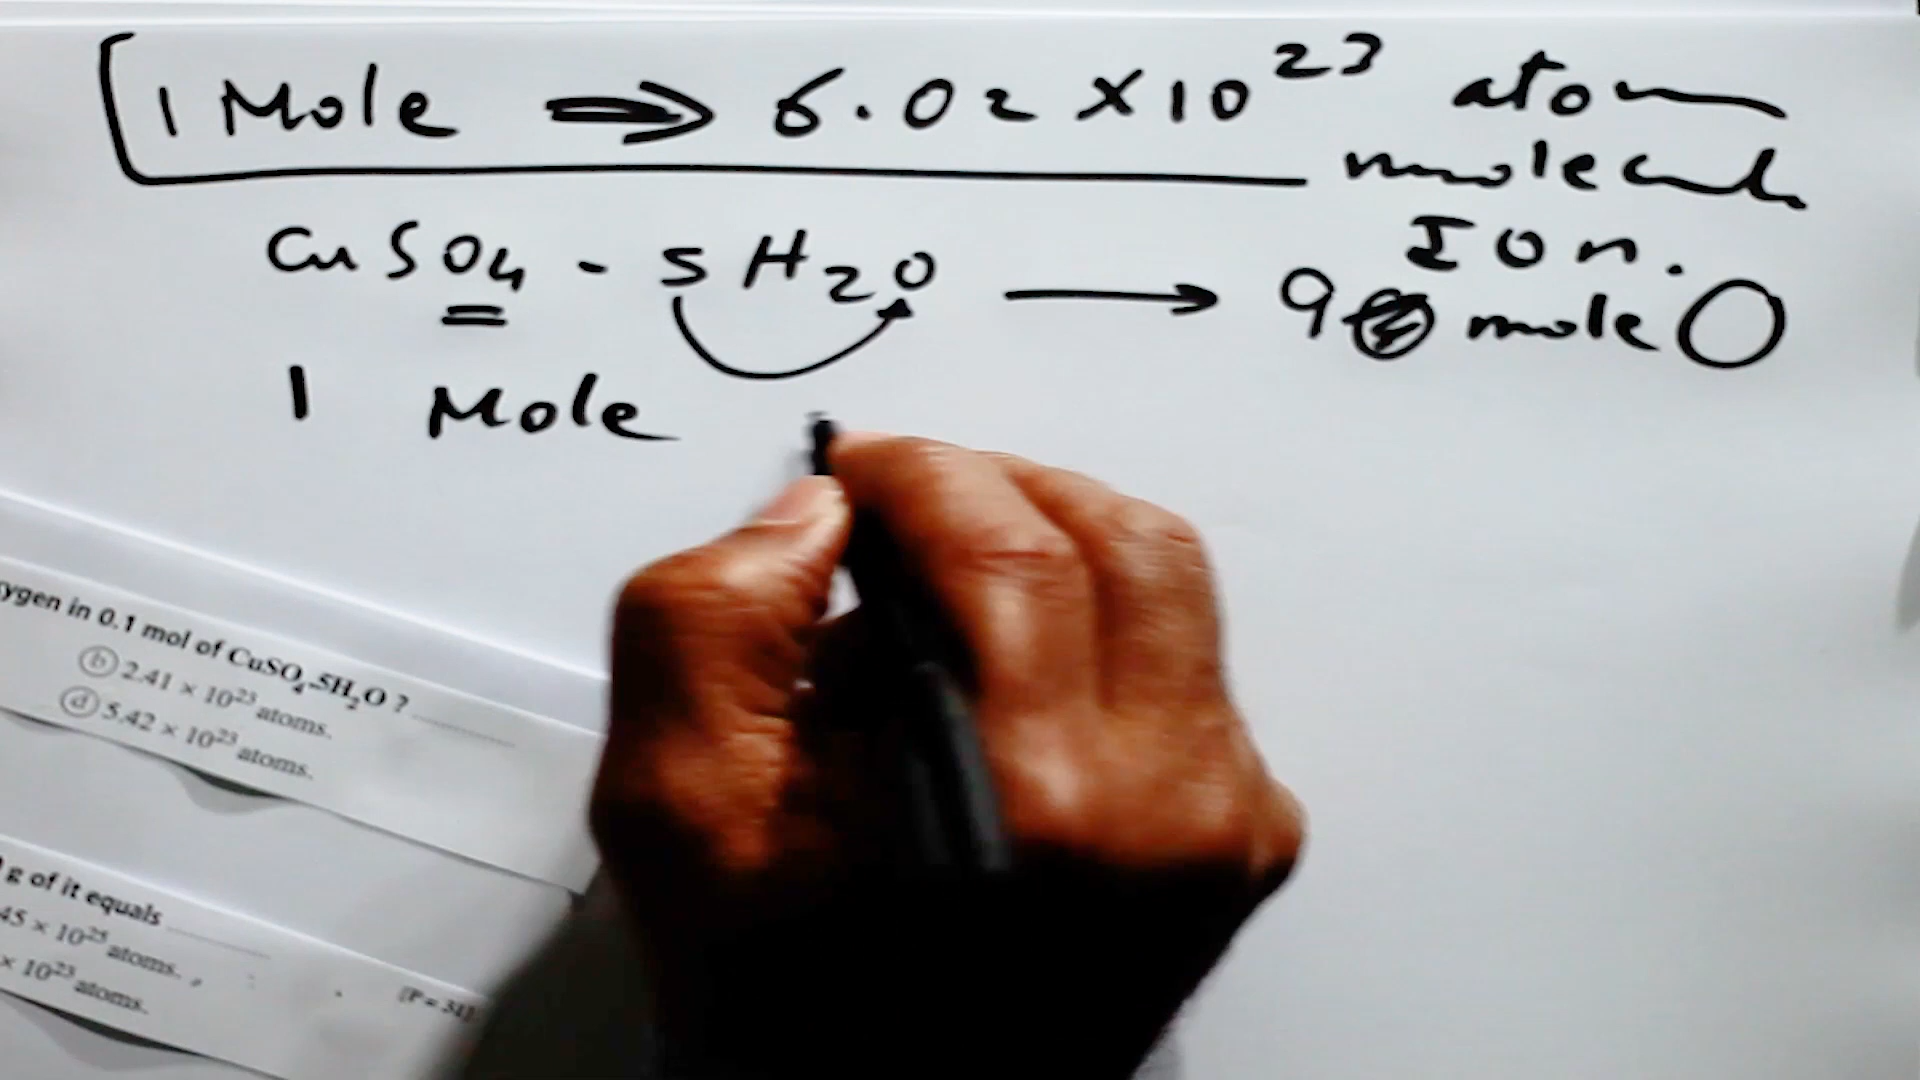 1 Mole ⇒ 6.02 × 10²³ atom
molecule
Ion.
CuSO₄ - 5H₂O → 9 mole O
1 Mole
ygen in 0.1 mol of CuSO₄.5H₂O ?
b 2.41 × 10²³ atoms.
d 5.42 × 10²³ atoms.
g of it equals
45 × 10²⁵ atoms.
× 10²³ atoms.
[P = 31]